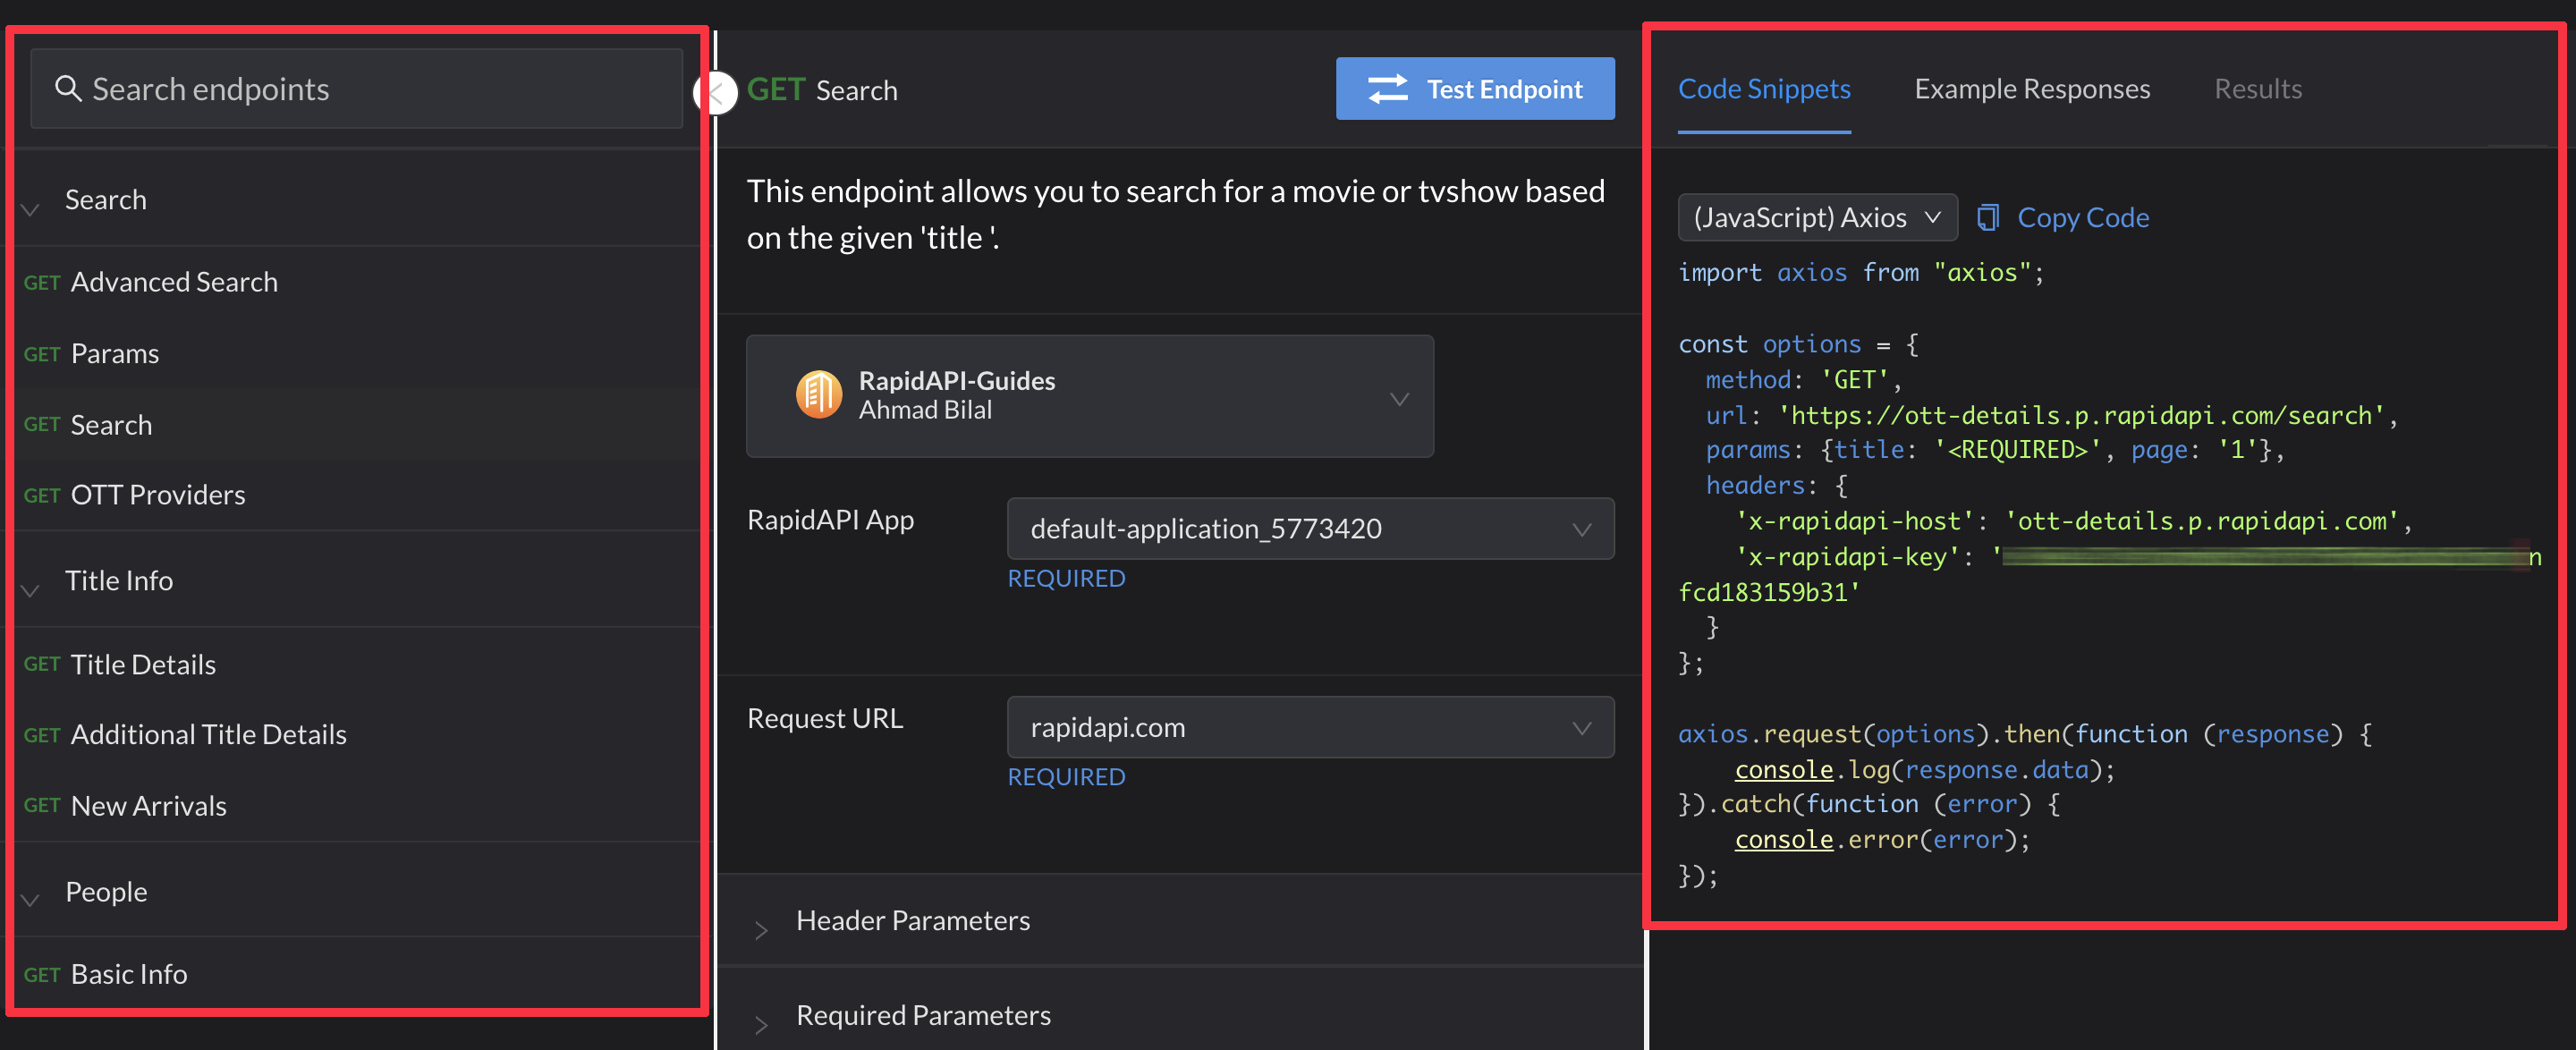 Search endpoints
Search
GET Advanced Search
GET Params
GET Search
GET OTT Providers
Title Info
GET Title Details
GET Additional Title Details
GET New Arrivals
People
GET Basic Info
GET Search
Test Endpoint
This endpoint allows you to search for a movie or tvshow based
on the given 'title '.
RapidAPI-Guides
Ahmad Bilal
RapidAPI App
default-application_5773420
REQUIRED
Request URL
rapidapi.com
REQUIRED
Header Parameters
Required Parameters
Code Snippets Example Responses Results
(JavaScript) Axios Copy Code
import axios from "axios";
const options = {
method: 'GET',
url: 'https://ott-details.p.rapidapi.com/search',
params: {title: '<REQUIRED>', page: '1'},
headers: {
'x-rapidapi-host': 'ott-details.p.rapidapi.com',
'x-rapidapi-key': 'n
fcd183159b31'
}
};
axios.request(options).then(function (response) {
console.log(response.data);
}).catch(function (error) {
console.error(error);
});